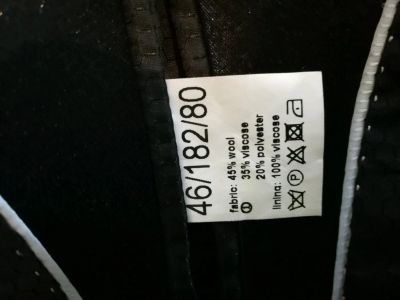 46/182/80
fabric: 45% wool
35% viscose
20% polyester
lining: 100% viscose
P